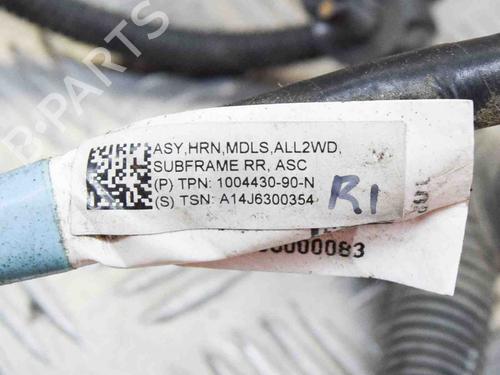 B-PARTS
ASY,HRN,MDLS,ALL2WD,
SUBFRAME RR, ASC
(P) TPN: 1004430-90-N
(S) TSN: A14J6300354
R1
0000083